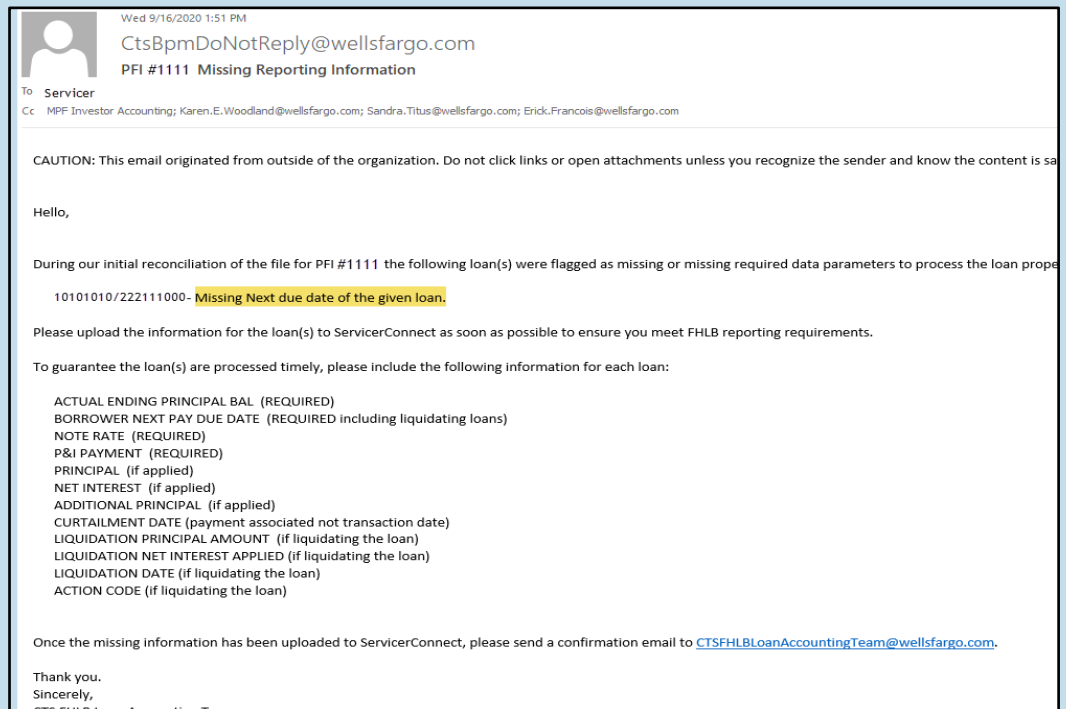 Wed 9/16/2020 1:51 PM
CtsBpmDoNotReply@wellsfargo.com
PFI #1111 Missing Reporting Information
To Servicer
Cc MPF Investor Accounting; Karen.E.Woodland@wellsfargo.com; Sandra.Titus@wellsfargo.com; Erick.Francois@wellsfargo.com
CAUTION: This email originated from outside of the organization. Do not click links or open attachments unless you recognize the sender and know the content is sa
Hello,
During our initial reconciliation of the file for PFI #1111 the following loan(s) were flagged as missing or missing required data parameters to process the loan prope
10101010/222111000- Missing Next due date of the given loan.
Please upload the information for the loan(s) to ServicerConnect as soon as possible to ensure you meet FHLB reporting requirements.
To guarantee the loan(s) are processed timely, please include the following information for each loan:
ACTUAL ENDING PRINCIPAL BAL (REQUIRED)
BORROWER NEXT PAY DUE DATE (REQUIRED including liquidating loans)
NOTE RATE (REQUIRED)
P&I PAYMENT (REQUIRED)
PRINCIPAL (if applied)
NET INTEREST (if applied)
ADDITIONAL PRINCIPAL (if applied)
CURTAILMENT DATE (payment associated not transaction date)
LIQUIDATION PRINCIPAL AMOUNT (if liquidating the loan)
LIQUIDATION NET INTEREST APPLIED (if liquidating the loan)
LIQUIDATION DATE (if liquidating the loan)
ACTION CODE (if liquidating the loan)
Once the missing information has been uploaded to ServicerConnect, please send a confirmation email to CTSFHLBLoanAccountingTeam@wellsfargo.com.
Thank you.
Sincerely,